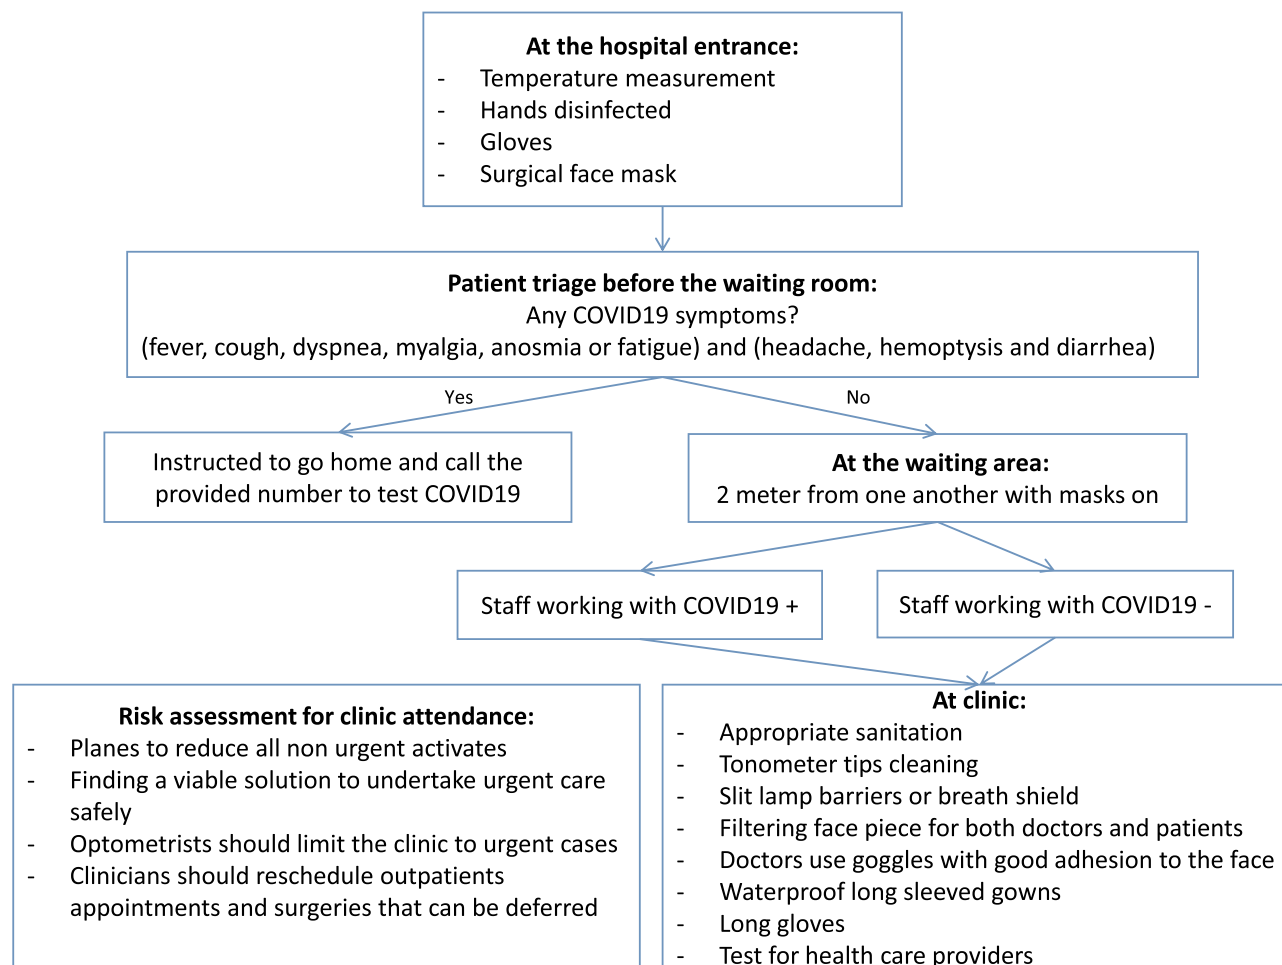 At the hospital entrance:
- Temperature measurement
- Hands disinfected
- Gloves
- Surgical face mask
Patient triage before the waiting room:
Any COVID19 symptoms?
(fever, cough, dyspnea, myalgia, anosmia or fatigue) and (headache, hemoptysis and diarrhea)
Yes
No
Instructed to go home and call the
provided number to test COVID19
At the waiting area:
2 meter from one another with masks on
Staff working with COVID19 +
Staff working with COVID19 -
Risk assessment for clinic attendance:
- Planes to reduce all non urgent activates
- Finding a viable solution to undertake urgent care
safely
- Optometrists should limit the clinic to urgent cases
- Clinicians should reschedule outpatients
appointments and surgeries that can be deferred
At clinic:
- Appropriate sanitation
- Tonometer tips cleaning
- Slit lamp barriers or breath shield
- Filtering face piece for both doctors and patients
- Doctors use goggles with good adhesion to the face
- Waterproof long sleeved gowns
- Long gloves
- Test for health care providers